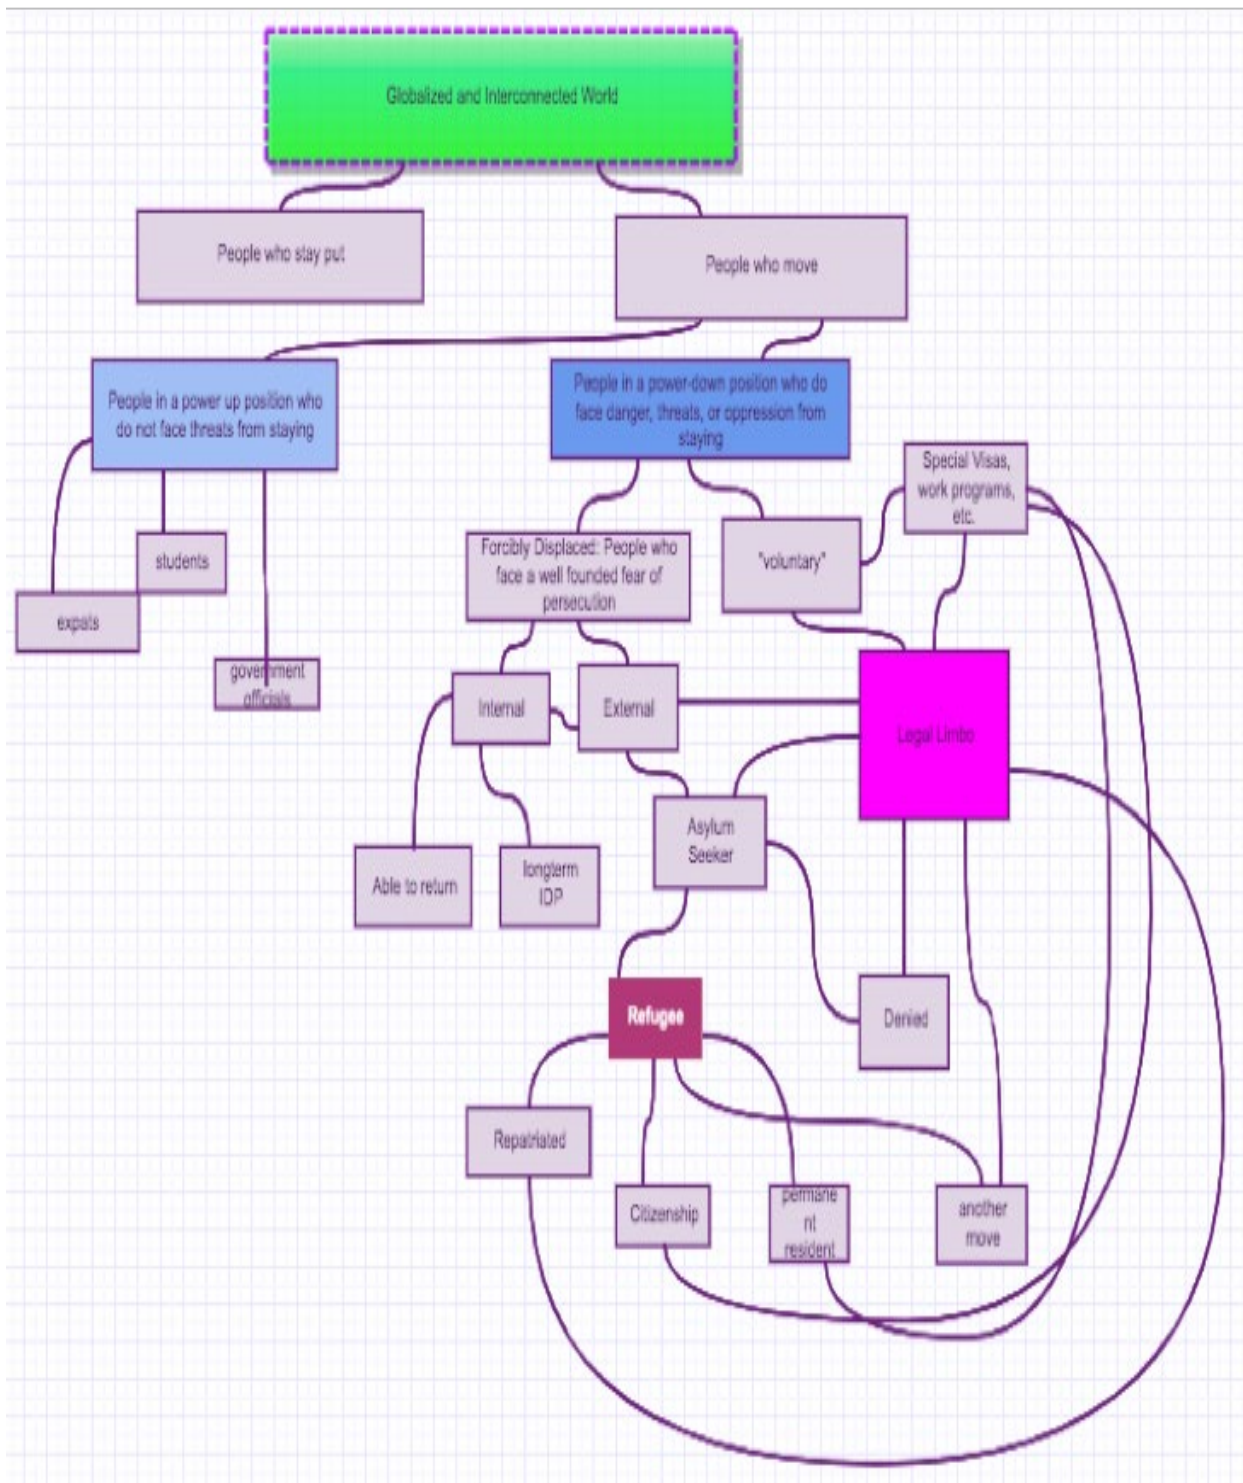 Globalized and Interconnected World
People who stay put
People who move
People in a power up position who
do not face threats from staying
People in a power-down position who do
face danger, threats, or oppression from
staying
Special Visas,
work programs,
etc.
students
expats
government
officials
Forcibly Displaced: People who
face a well founded fear of
persecution
"voluntary"
Internal
External
Legal Limbo
Able to return
longterm
IDP
Asylum
Seeker
Refugee
Denied
Repatriated
Citizenship
permane
nt
resident
another
move